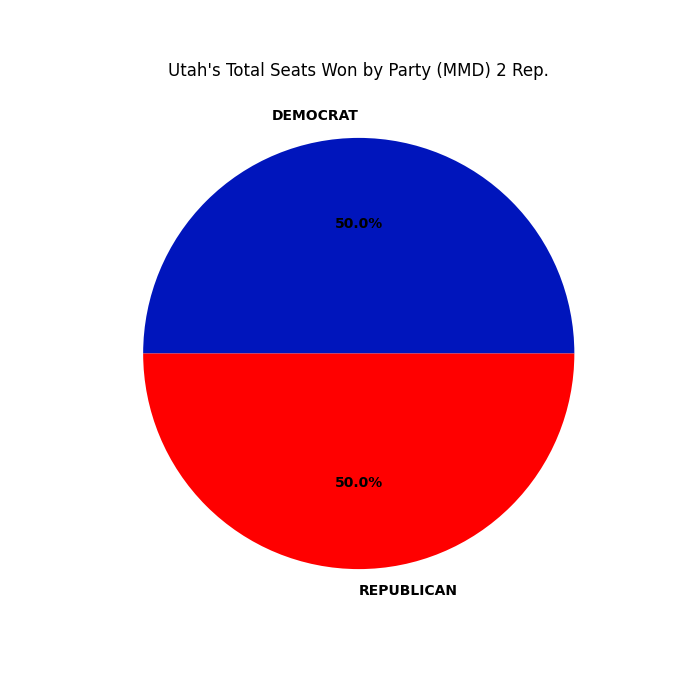 Utah's Total Seats Won by Party (MMD) 2 Rep.
DEMOCRAT
50.0%
50.0%
REPUBLICAN